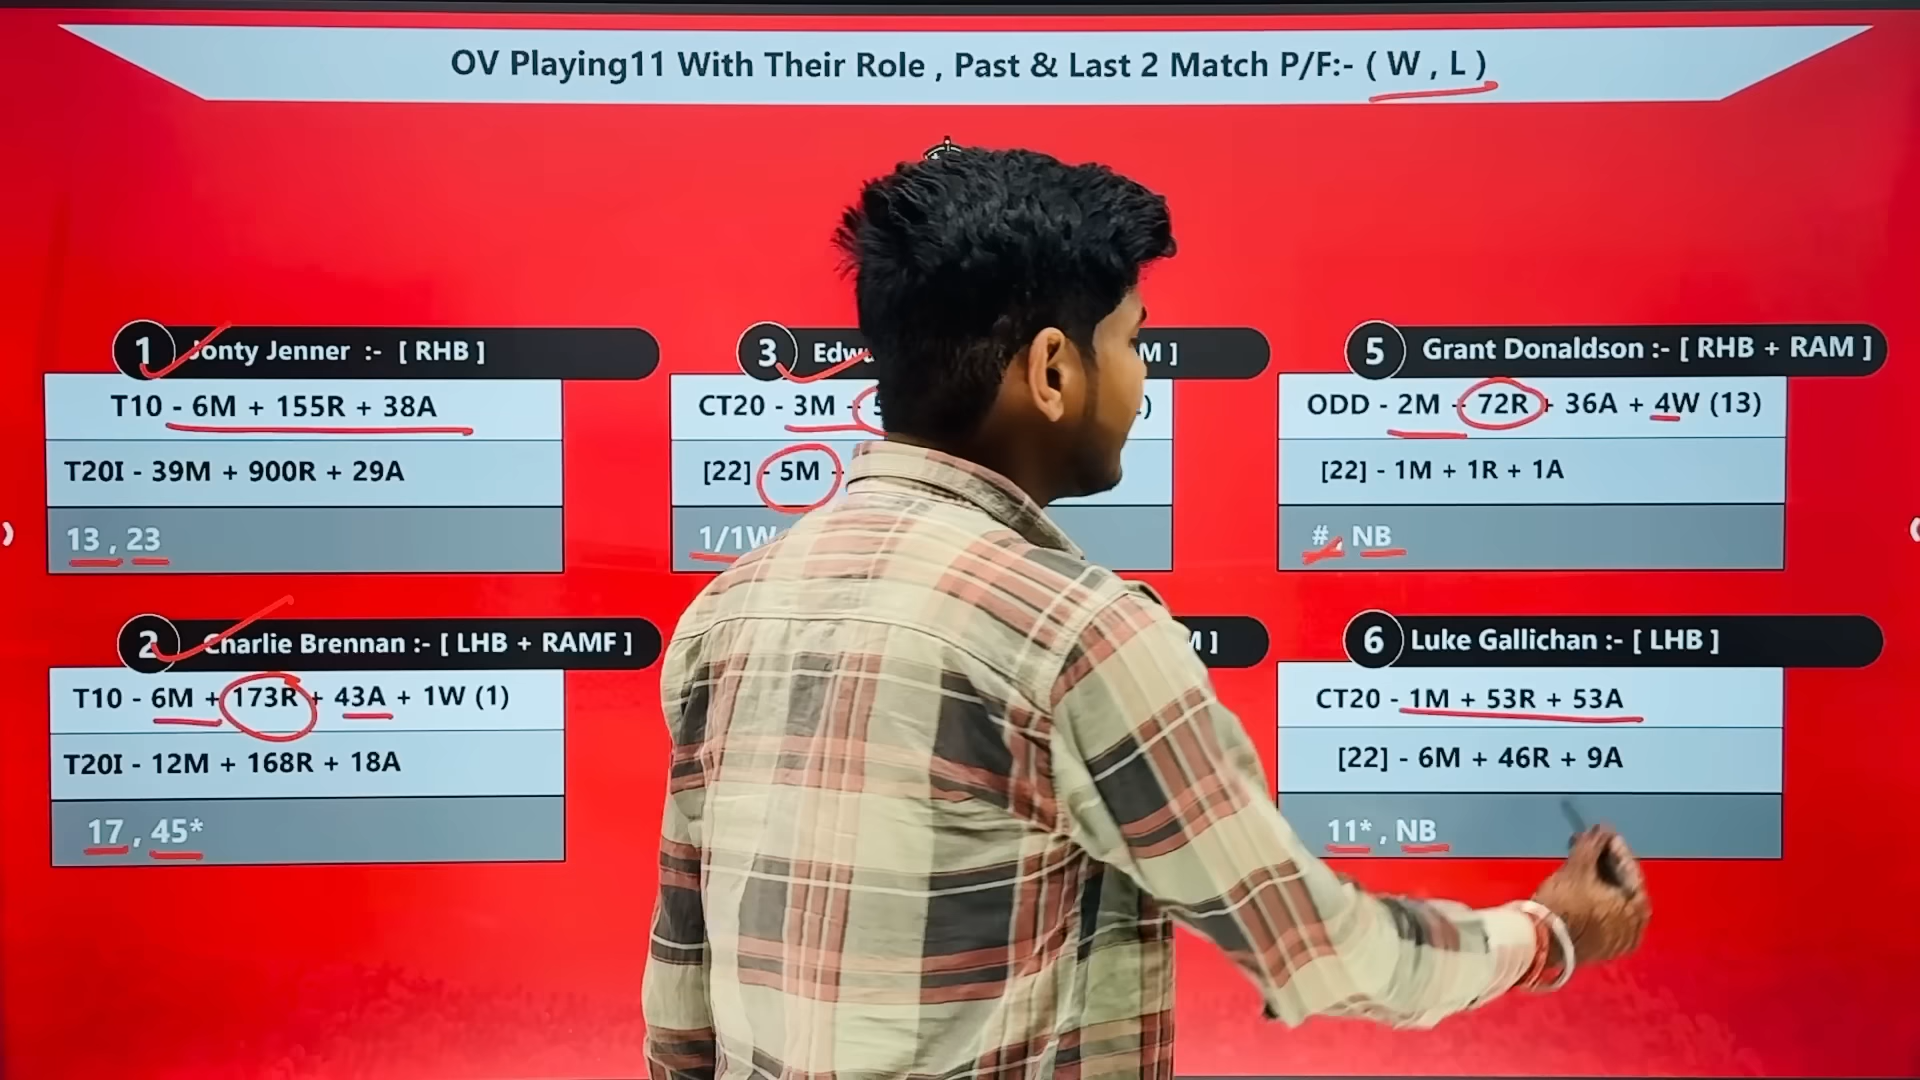 OV Playing11 With Their Role , Past & Last 2 Match P/F:- ( W , L )
1 Jonty Jenner :- [ RHB ]
T10 - 6M + 155R + 38A
T20I - 39M + 900R + 29A
13 , 23
2 Charlie Brennan :- [ LHB + RAMF ]
T10 - 6M + 173R + 43A + 1W (1)
T20I - 12M + 168R + 18A
17 , 45*
3 M ]
CT20 - 3M )
[22] - 5M +
1/1W
M ]
5 Grant Donaldson :- [ RHB + RAM ]
ODD - 2M + 72R + 36A + 4W (13)
[22] - 1M + 1R + 1A
# , NB
6 Luke Gallichan :- [ LHB ]
CT20 - 1M + 53R + 53A
[22] - 6M + 46R + 9A
11* , NB